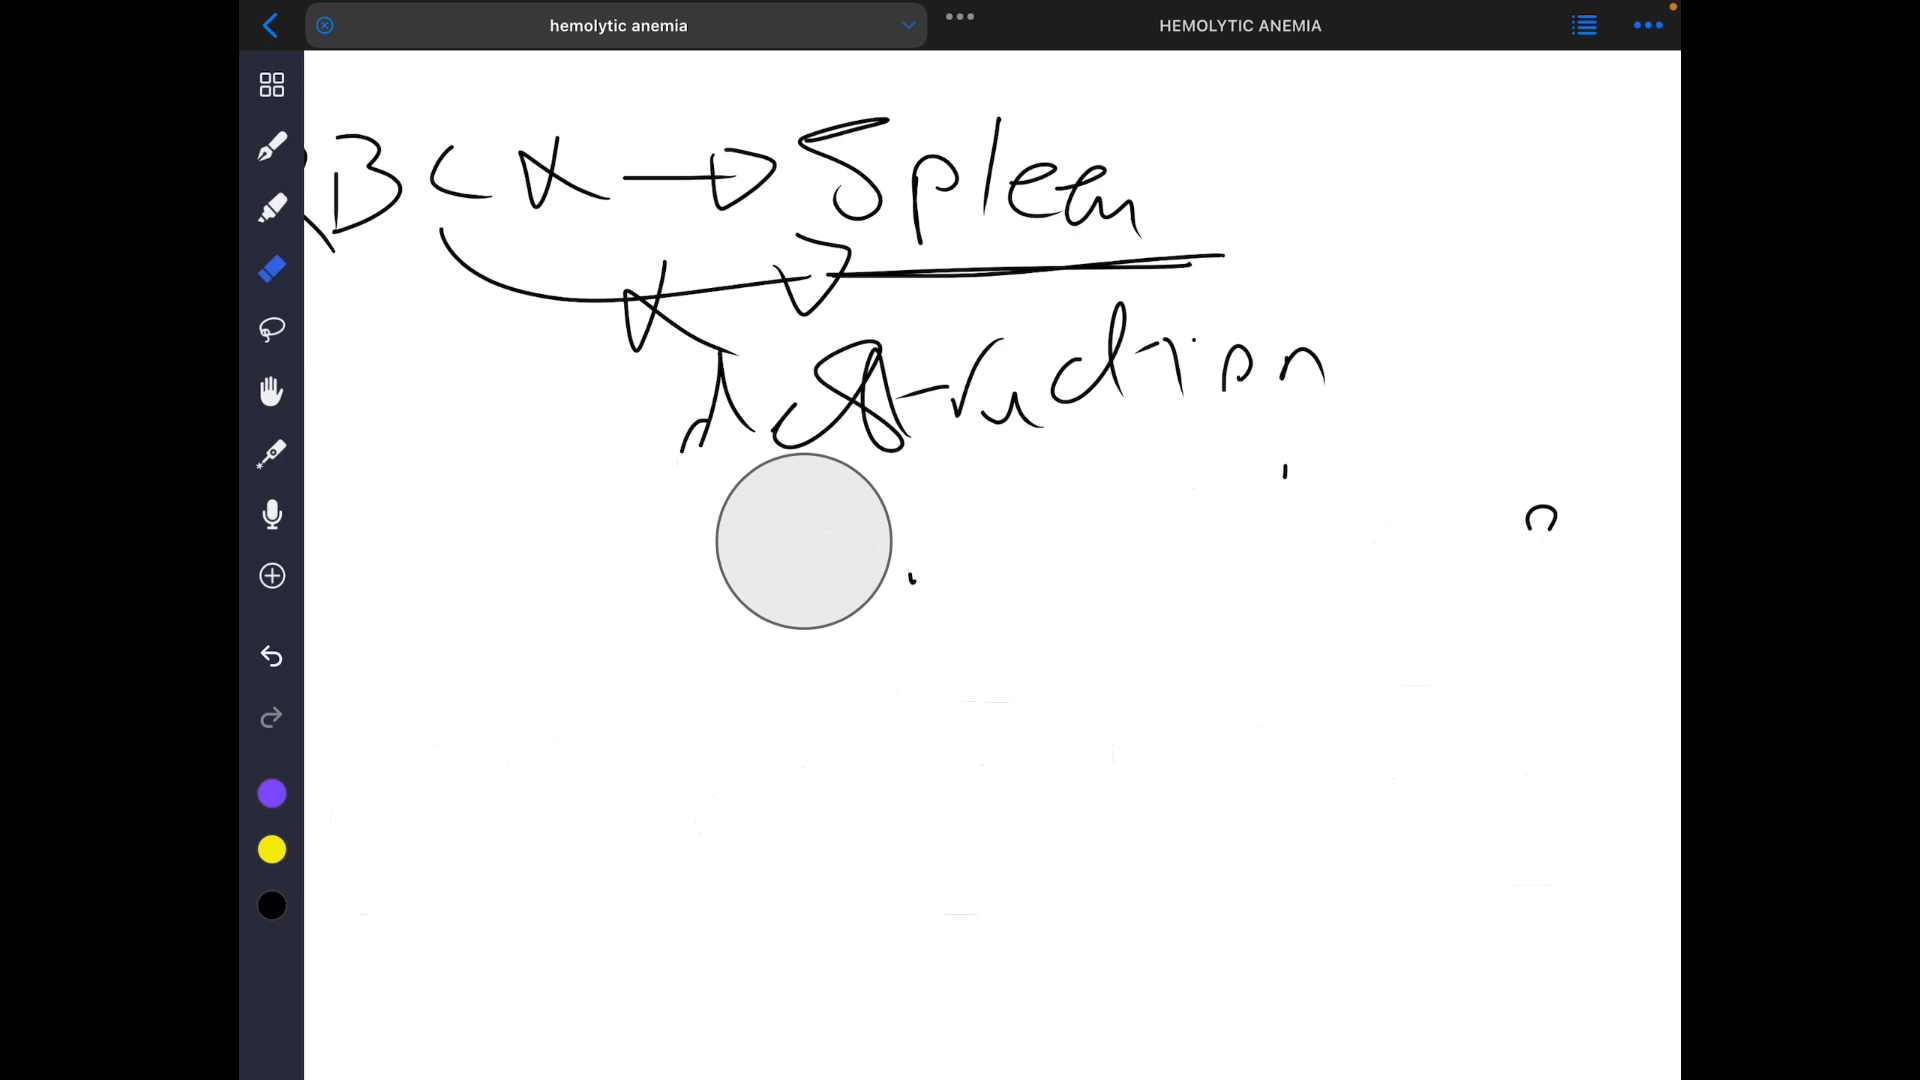 hemolytic anemia HEMOLYTIC ANEMIA
RBC x → Spleen
destruction